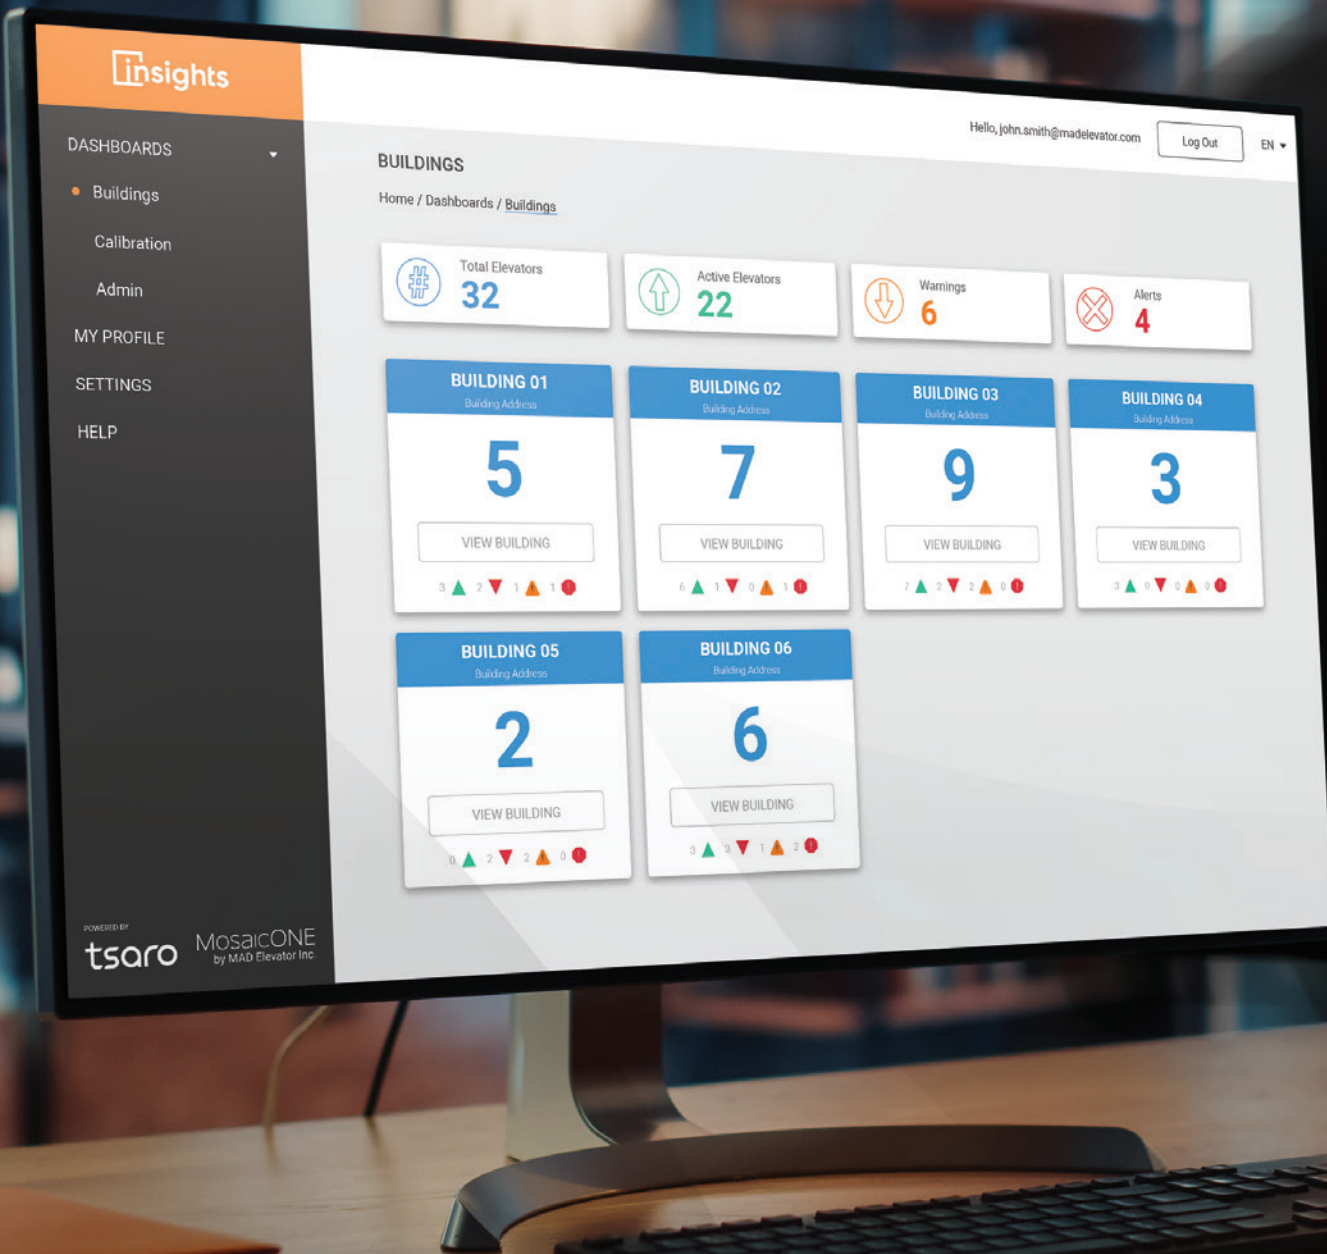 insights
Hello, john.smith@madelevator.com
Log Out
EN
DASHBOARDS
Buildings
Calibration
Admin
MY PROFILE
SETTINGS
HELP
BUILDINGS
Home / Dashboards / Buildings
Total Elevators
32
Active Elevators
22
Warnings
6
Alerts
4
BUILDING 01
Building Address
5
VIEW BUILDING
3 2 1 1
BUILDING 02
Building Address
7
VIEW BUILDING
6 1 0 1
BUILDING 03
Building Address
9
VIEW BUILDING
7 2 2 0
BUILDING 04
Building Address
3
VIEW BUILDING
3 0 0 0
BUILDING 05
Building Address
2
VIEW BUILDING
0 2 2 0
BUILDING 06
Building Address
6
VIEW BUILDING
3 3 1 2
POWERED BY
tsaro
MosaicONE
by MAD Elevator Inc.